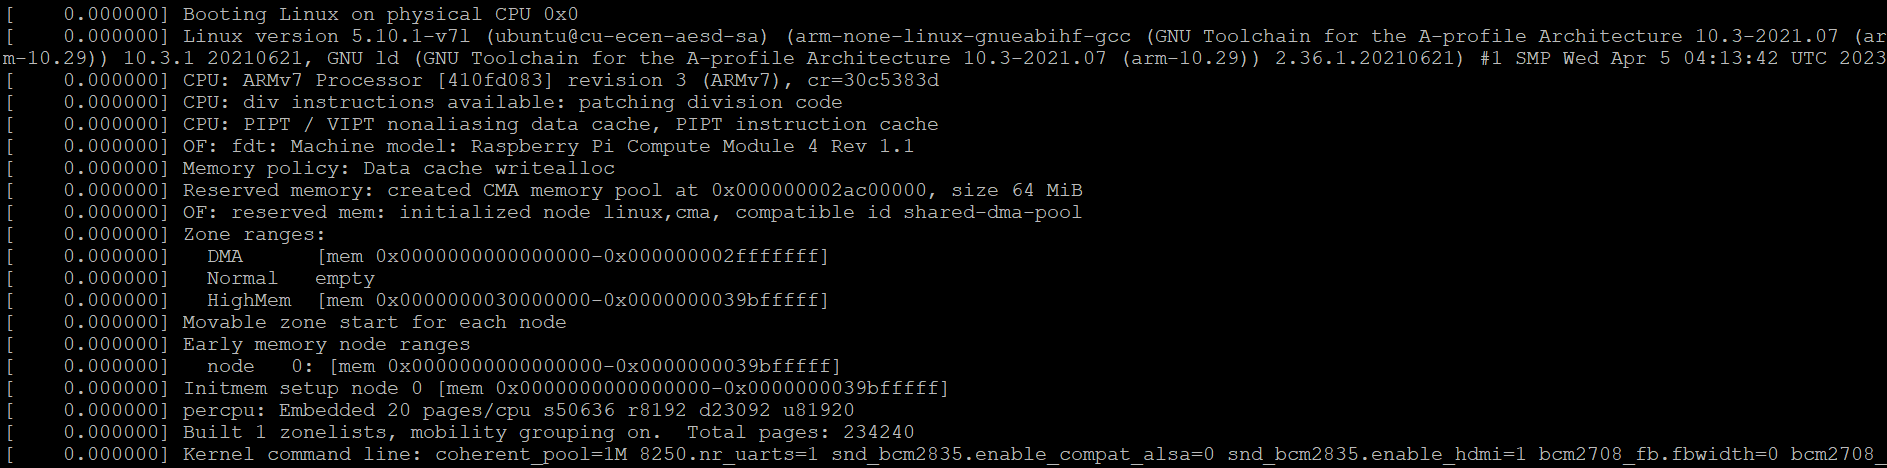 [    0.000000] Booting Linux on physical CPU 0x0
[    0.000000] Linux version 5.10.1-v7l (ubuntu@cu-ecen-aesd-sa) (arm-none-linux-gnueabihf-gcc (GNU Toolchain for the A-profile Architecture 10.3-2021.07 (ar
m-10.29)) 10.3.1 20210621, GNU ld (GNU Toolchain for the A-profile Architecture 10.3-2021.07 (arm-10.29)) 2.36.1.20210621) #1 SMP Wed Apr 5 04:13:42 UTC 2023
[    0.000000] CPU: ARMv7 Processor [410fd083] revision 3 (ARMv7), cr=30c5383d
[    0.000000] CPU: div instructions available: patching division code
[    0.000000] CPU: PIPT / VIPT nonaliasing data cache, PIPT instruction cache
[    0.000000] OF: fdt: Machine model: Raspberry Pi Compute Module 4 Rev 1.1
[    0.000000] Memory policy: Data cache writealloc
[    0.000000] Reserved memory: created CMA memory pool at 0x000000002ac00000, size 64 MiB
[    0.000000] OF: reserved mem: initialized node linux,cma, compatible id shared-dma-pool
[    0.000000] Zone ranges:
[    0.000000]   DMA      [mem 0x0000000000000000-0x000000002fffffff]
[    0.000000]   Normal   empty
[    0.000000]   HighMem  [mem 0x0000000030000000-0x0000000039bfffff]
[    0.000000] Movable zone start for each node
[    0.000000] Early memory node ranges
[    0.000000]   node   0: [mem 0x0000000000000000-0x0000000039bfffff]
[    0.000000] Initmem setup node 0 [mem 0x0000000000000000-0x0000000039bfffff]
[    0.000000] percpu: Embedded 20 pages/cpu s50636 r8192 d23092 u81920
[    0.000000] Built 1 zonelists, mobility grouping on.  Total pages: 234240
[    0.000000] Kernel command line: coherent_pool=1M 8250.nr_uarts=1 snd_bcm2835.enable_compat_alsa=0 snd_bcm2835.enable_hdmi=1 bcm2708_fb.fbwidth=0 bcm2708_